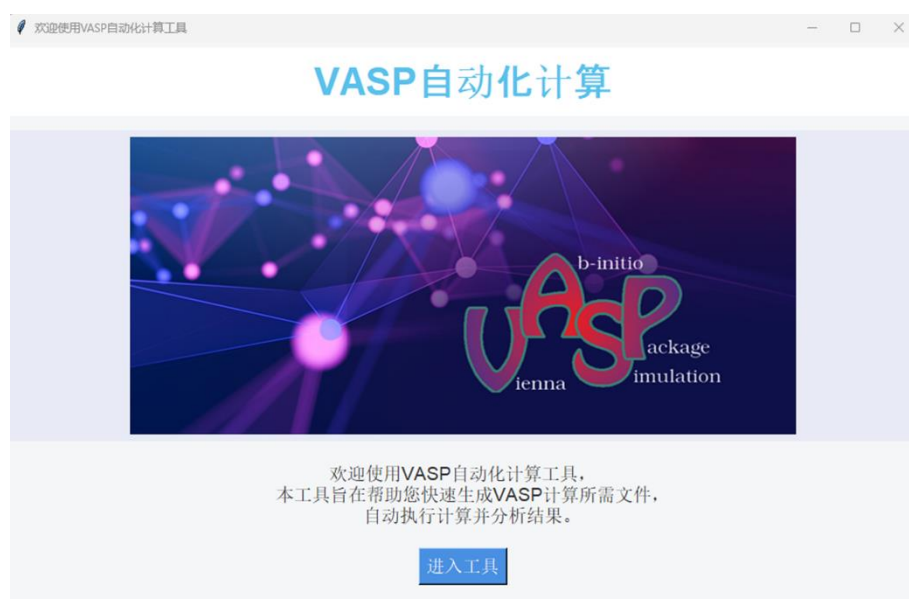 欢迎使用VASP自动化计算工具
VASP自动化计算
b-initio
VASP
ackage
imulation
ienna
欢迎使用VASP自动化计算工具，
本工具旨在帮助您快速生成VASP计算所需文件，
自动执行计算并分析结果。
进入工具